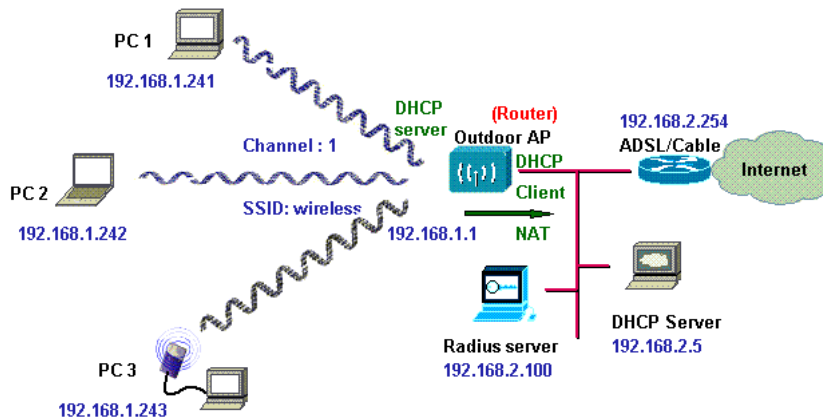 PC 1
192.168.1.241
DHCP
server
(Router)
Outdoor AP
192.168.2.254
ADSL/Cable
Internet
Channel : 1
DHCP
Client
NAT
PC 2
192.168.1.242
SSID: wireless
192.168.1.1
Radius server
192.168.2.100
DHCP Server
192.168.2.5
PC 3
192.168.1.243